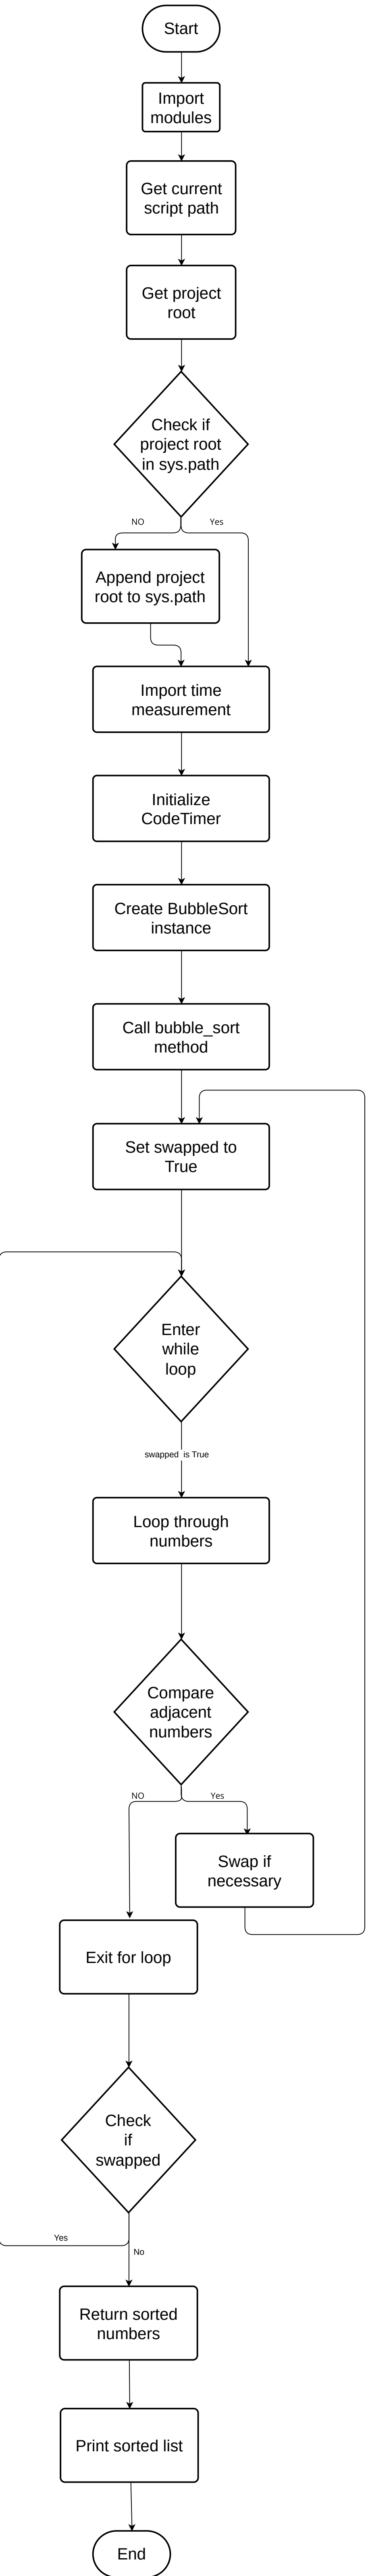 Start
Import
modules
Get current
script path
Get project
root
Check if
project root
in sys.path
NO
Yes
Append project
root to sys.path
Import time
measurement
Initialize
CodeTimer
Create BubbleSort
instance
Call bubble_sort
method
Set swapped to
True
Enter
while
loop
swapped is True
Loop through
numbers
Compare
adjacent
numbers
NO
Yes
Swap if
necessary
Exit for loop
Check
if
swapped
Yes
No
Return sorted
numbers
Print sorted list
End